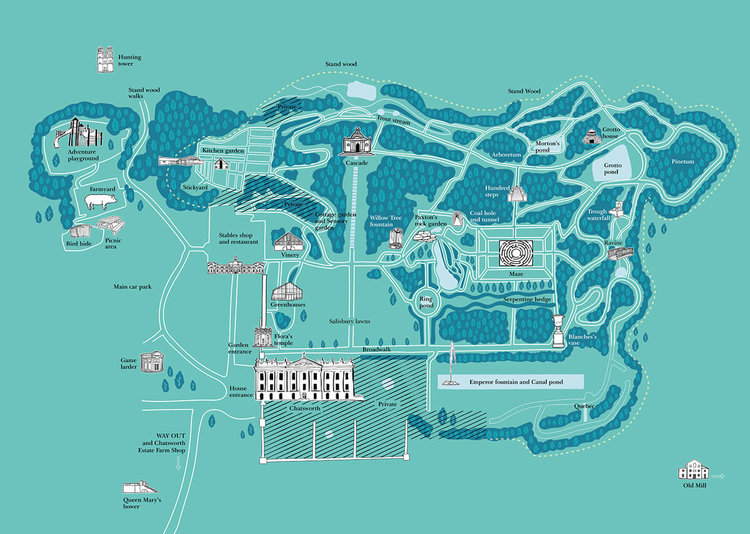 Hunting
tower
Stand wood
Stand Wood
Stand wood
walks
Private
Trout stream
Grotto
house
Morton's
pond
Kitchen garden
Adventure
playground
Arboretum
Cascade
Grotto
pond
Pinetum
Stickyard
Farmyard
Hundred
steps
Private
Cottage garden
and Sensory
garden
Willow Tree
fountain
Paxton's
rock garden
Coal hole
and tunnel
Trough
waterfall
Bird hide
Picnic
area
Stables shop
and restaurant
Vinery
Ravine
Maze
Main car park
Greenhouses
Ring
pond
Serpentine hedge
Salisbury lawns
Garden
entrance
Flora's
temple
Blanche's
vase
Broadwalk
Game
larder
House
entrance
Emperor fountain and Canal pond
Chatsworth
Private
Quebec
WAY OUT
and Chatsworth
Estate Farm Shop
Queen Mary's
bower
Old Mill